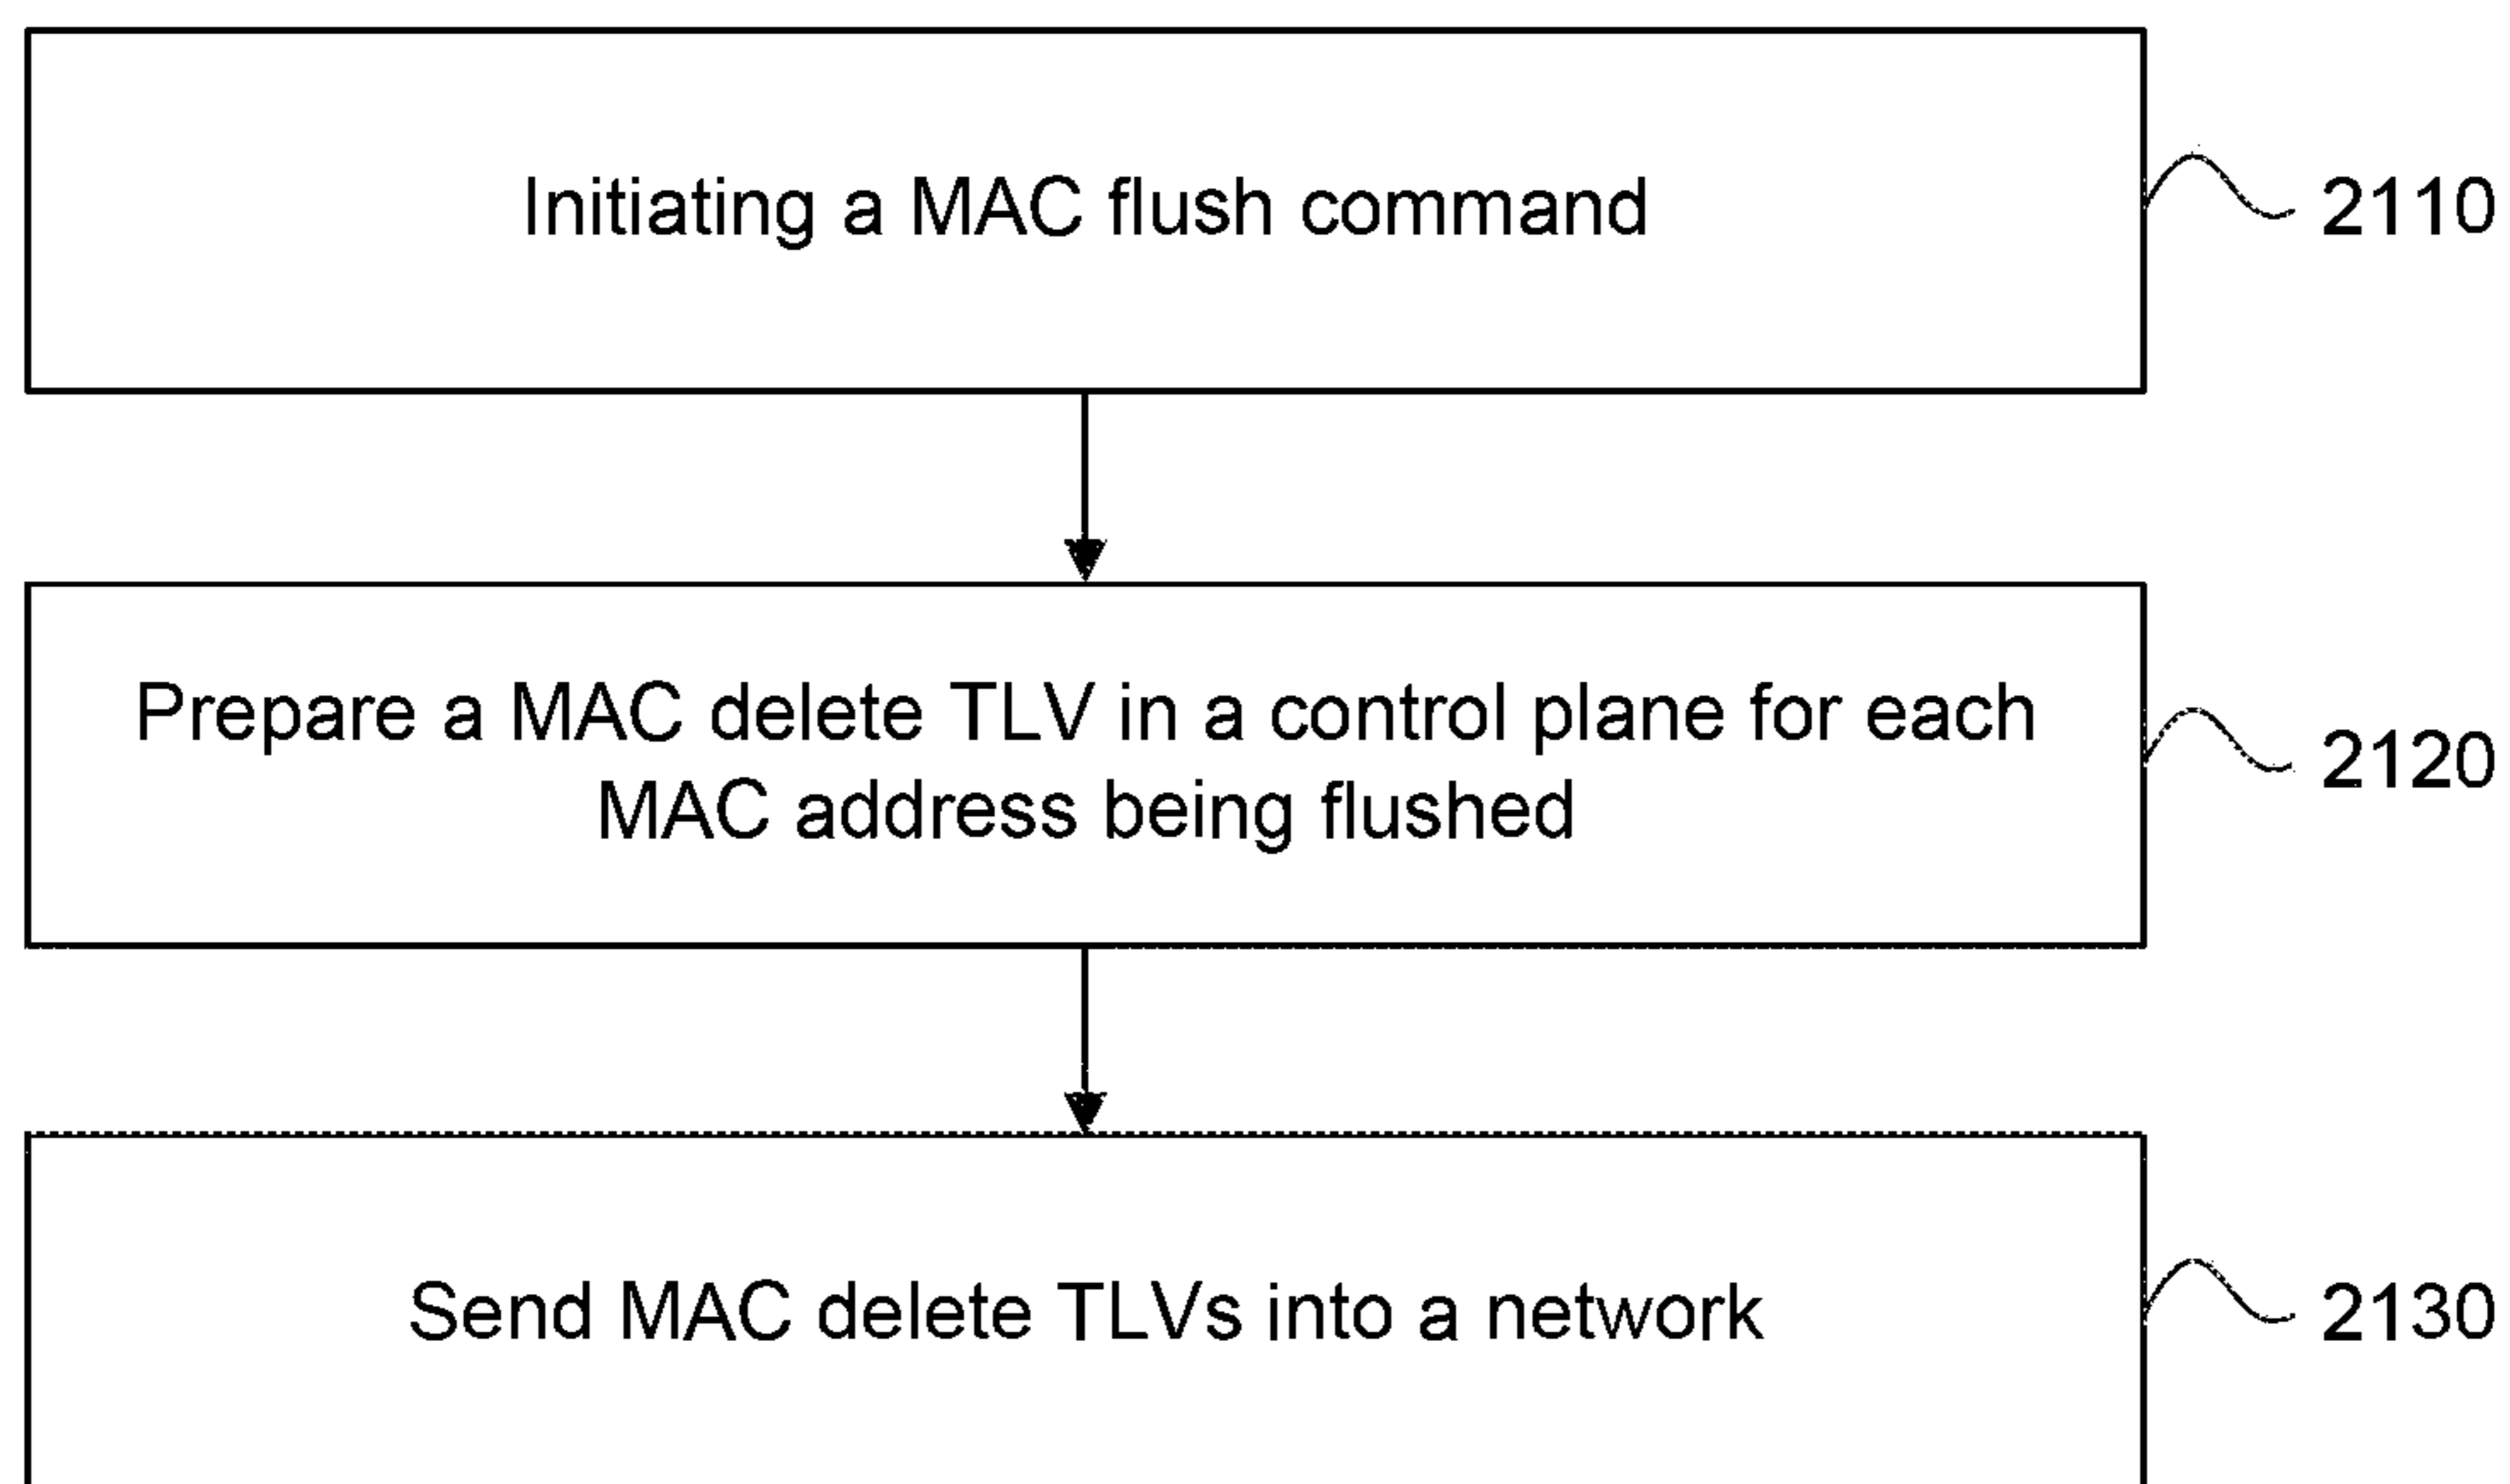 Initiating a MAC flush command
2110
Prepare a MAC delete TLV in a control plane for each
MAC address being flushed
2120
Send MAC delete TLVs into a network
2130